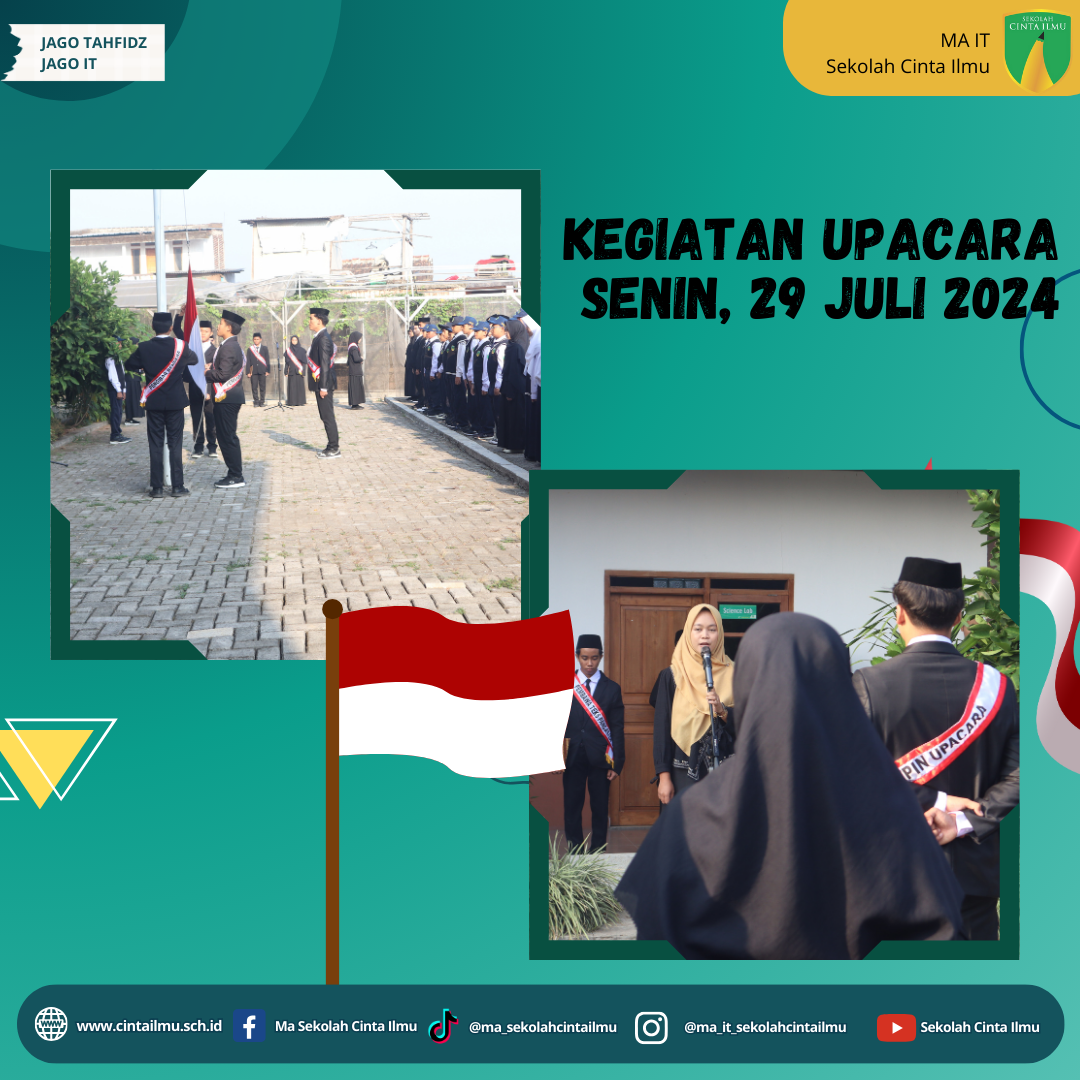 JAGO TAHFIDZ
JAGO IT
MA IT
Sekolah Cinta Ilmu
SEKOLAH
CINTA ILMU
KEGIATAN UPACARA
SENIN, 29 JULI 2024
Science Lab
PIN UPACARA
www.cintailmu.sch.id
Ma Sekolah Cinta Ilmu
@ma_sekolahcintailmu
@ma_it_sekolahcintailmu
Sekolah Cinta Ilmu